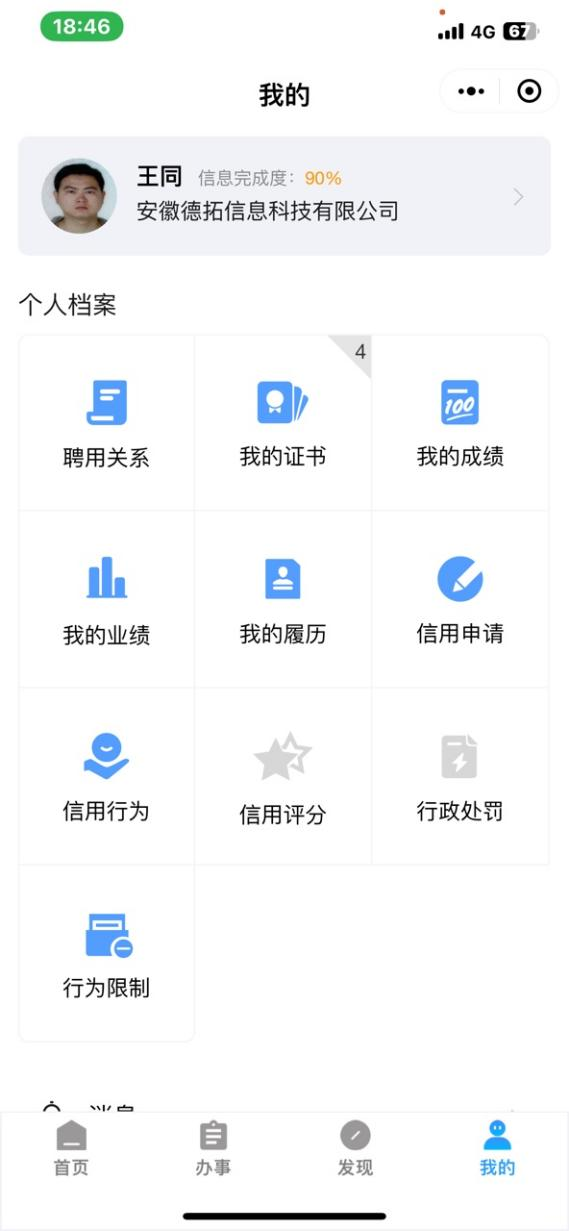 18:46
4G 67
我的
王同 信息完成度：90%
安徽德拓信息科技有限公司
个人档案
4
100
聘用关系 我的证书 我的成绩
我的业绩 我的履历 信用申请
信用行为 信用评分 行政处罚
行为限制
消息
首页 办事 发现 我的